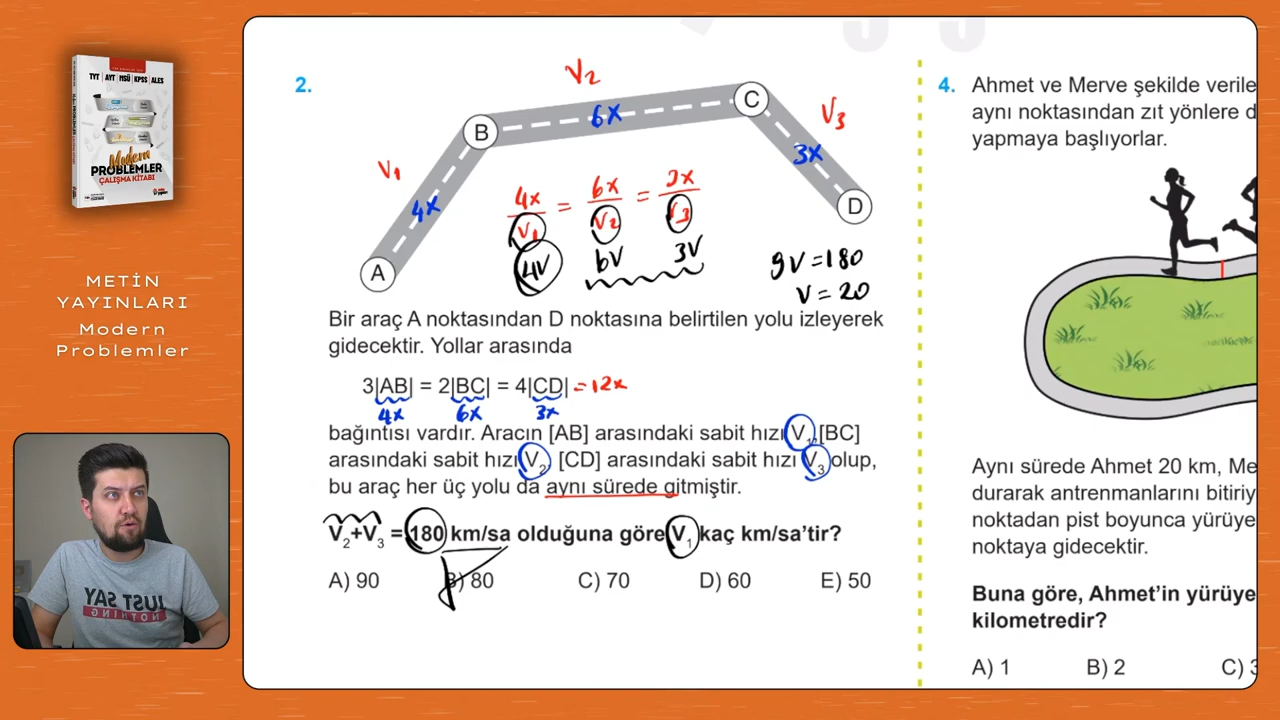 TYT | AYT | MSÜ | KPSS | ALES
Modern
PROBLEMLER
ÇALIŞMA KİTABI
METİN
YAYINLARI
Modern
Problemler
JUST SAY
NOTHING
2.
V₁
V₂
V₃
A
B
C
D
4x
6x
3x
4x/V₁ = 6x/V₂ = 3x/V₃
4V 6V 3V
9V=180
V=20
Bir araç A noktasından D noktasına belirtilen yolu izleyerek
gidecektir. Yollar arasında
3|AB| = 2|BC| = 4|CD| =12x
4x 6x 3x
bağıntısı vardır. Aracın [AB] arasındaki sabit hızı V₁, [BC]
arasındaki sabit hızı V₂, [CD] arasındaki sabit hızı V₃ olup,
bu araç her üç yolu da aynı sürede gitmiştir.
V₂+V₃ = 180 km/sa olduğuna göre V₁ kaç km/sa’tir?
A) 90 B) 80 C) 70 D) 60 E) 50
4. Ahmet ve Merve şekilde verile
aynı noktasından zıt yönlere d
yapmaya başlıyorlar.
Aynı sürede Ahmet 20 km, Me
durarak antrenmanlarını bitiriy
noktadan pist boyunca yürüye
noktaya gidecektir.
Buna göre, Ahmet’in yürüye
kilometredir?
A) 1 B) 2 C) 3